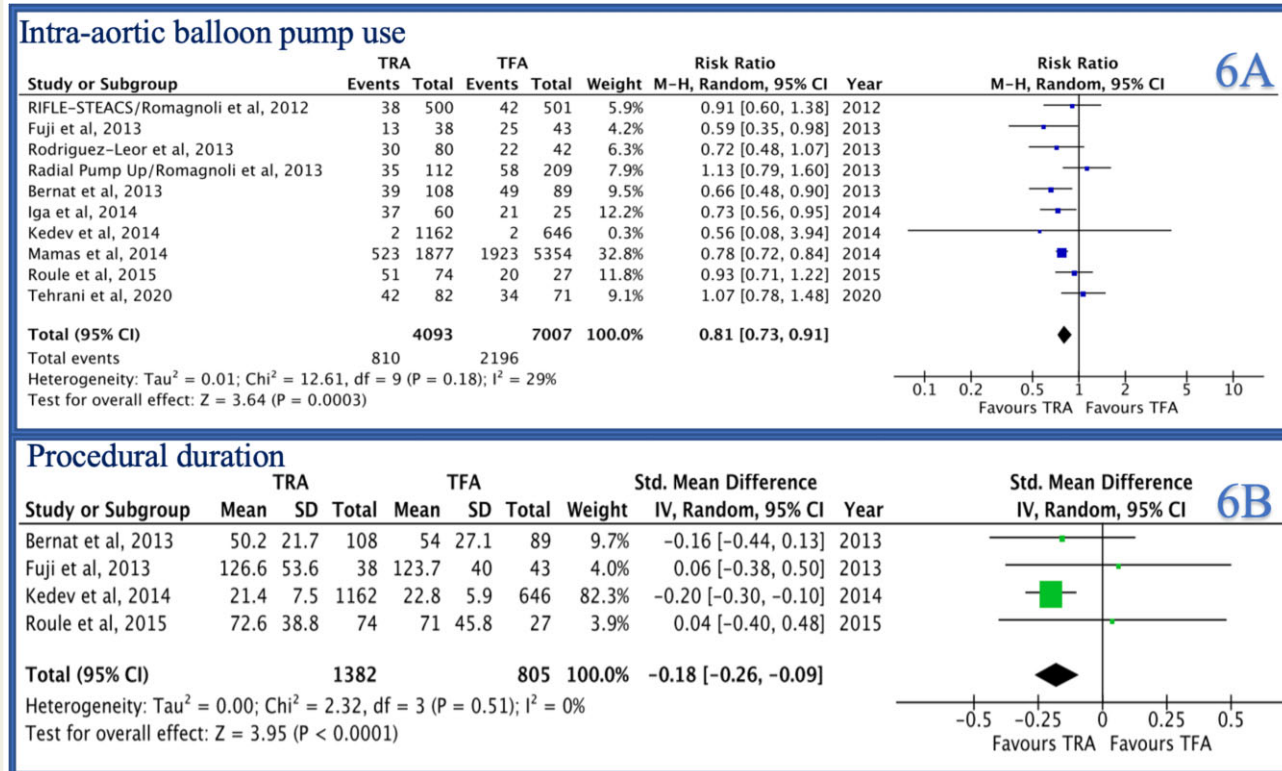 Intra-aortic balloon pump use
6A
TRA TFA Risk Ratio Risk Ratio
Study or Subgroup Events Total Events Total Weight M-H, Random, 95% CI Year M-H, Random, 95% CI
RIFLE-STEACS/Romagnoli et al, 2012 38 500 42 501 5.9% 0.91 [0.60, 1.38] 2012
Fuji et al, 2013 13 38 25 43 4.2% 0.59 [0.35, 0.98] 2013
Rodriguez-Leor et al, 2013 30 80 22 42 6.3% 0.72 [0.48, 1.07] 2013
Radial Pump Up/Romagnoli et al, 2013 35 112 58 209 7.9% 1.13 [0.79, 1.60] 2013
Bernat et al, 2013 39 108 49 89 9.5% 0.66 [0.48, 0.90] 2013
Iga et al, 2014 37 60 21 25 12.2% 0.73 [0.56, 0.95] 2014
Kedev et al, 2014 2 1162 2 646 0.3% 0.56 [0.08, 3.94] 2014
Mamas et al, 2014 523 1877 1923 5354 32.8% 0.78 [0.72, 0.84] 2014
Roule et al, 2015 51 74 20 27 11.8% 0.93 [0.71, 1.22] 2015
Tehrani et al, 2020 42 82 34 71 9.1% 1.07 [0.78, 1.48] 2020
Total (95% CI) 4093 7007 100.0% 0.81 [0.73, 0.91]
Total events 810 2196
Heterogeneity: Tau² = 0.01; Chi² = 12.61, df = 9 (P = 0.18); I² = 29%
Test for overall effect: Z = 3.64 (P = 0.0003)
0.1 0.2 0.5 1 2 5 10
Favours TRA Favours TFA
Procedural duration
6B
TRA TFA Std. Mean Difference Std. Mean Difference
Study or Subgroup Mean SD Total Mean SD Total Weight IV, Random, 95% CI Year IV, Random, 95% CI
Bernat et al, 2013 50.2 21.7 108 54 27.1 89 9.7% −0.16 [−0.44, 0.13] 2013
Fuji et al, 2013 126.6 53.6 38 123.7 40 43 4.0% 0.06 [−0.38, 0.50] 2013
Kedev et al, 2014 21.4 7.5 1162 22.8 5.9 646 82.3% −0.20 [−0.30, −0.10] 2014
Roule et al, 2015 72.6 38.8 74 71 45.8 27 3.9% 0.04 [−0.40, 0.48] 2015
Total (95% CI) 1382 805 100.0% −0.18 [−0.26, −0.09]
Heterogeneity: Tau² = 0.00; Chi² = 2.32, df = 3 (P = 0.51); I² = 0%
Test for overall effect: Z = 3.95 (P < 0.0001)
−0.5 −0.25 0 0.25 0.5
Favours TRA Favours TFA